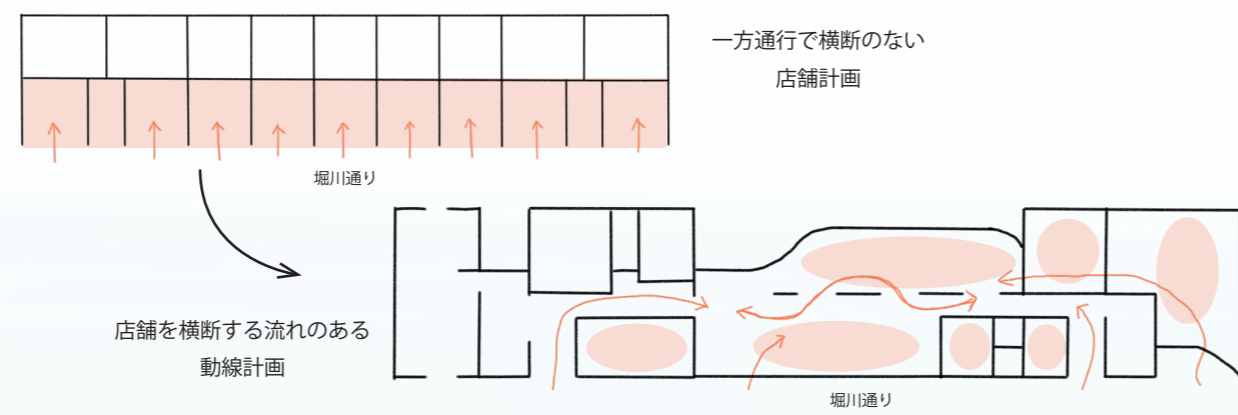 一方通行で横断のない
店舗計画
堀川通り
店舗を横断する流れのある
動線計画
堀川通り